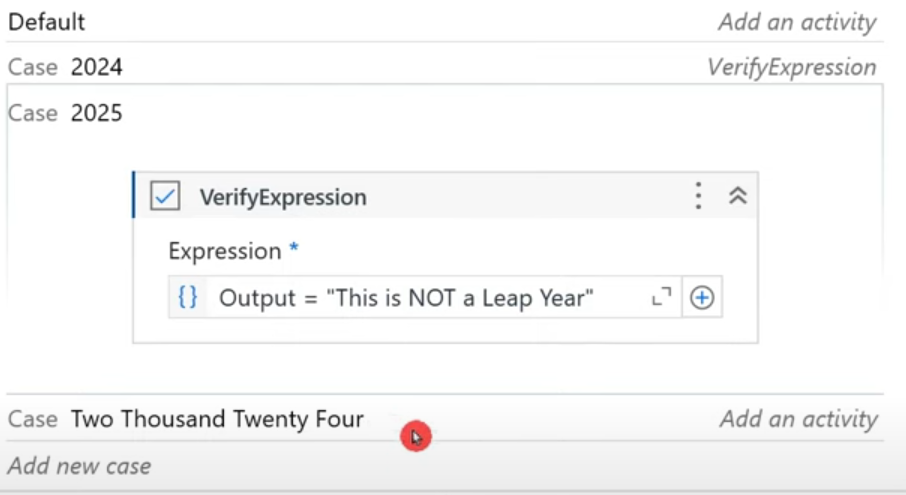 Default Add an activity
Case 2024 VerifyExpression
Case 2025
VerifyExpression
Expression *
{} Output = "This is NOT a Leap Year"
Case Two Thousand Twenty Four Add an activity
Add new case